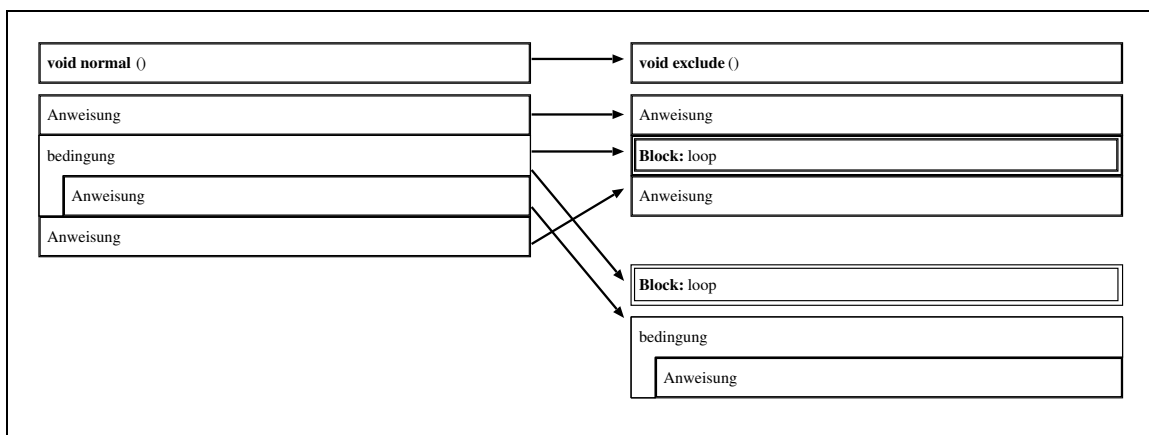 void normal ()
Anweisung
bedingung
Anweisung
Anweisung
void exclude ()
Anweisung
Block: loop
Anweisung
Block: loop
bedingung
Anweisung